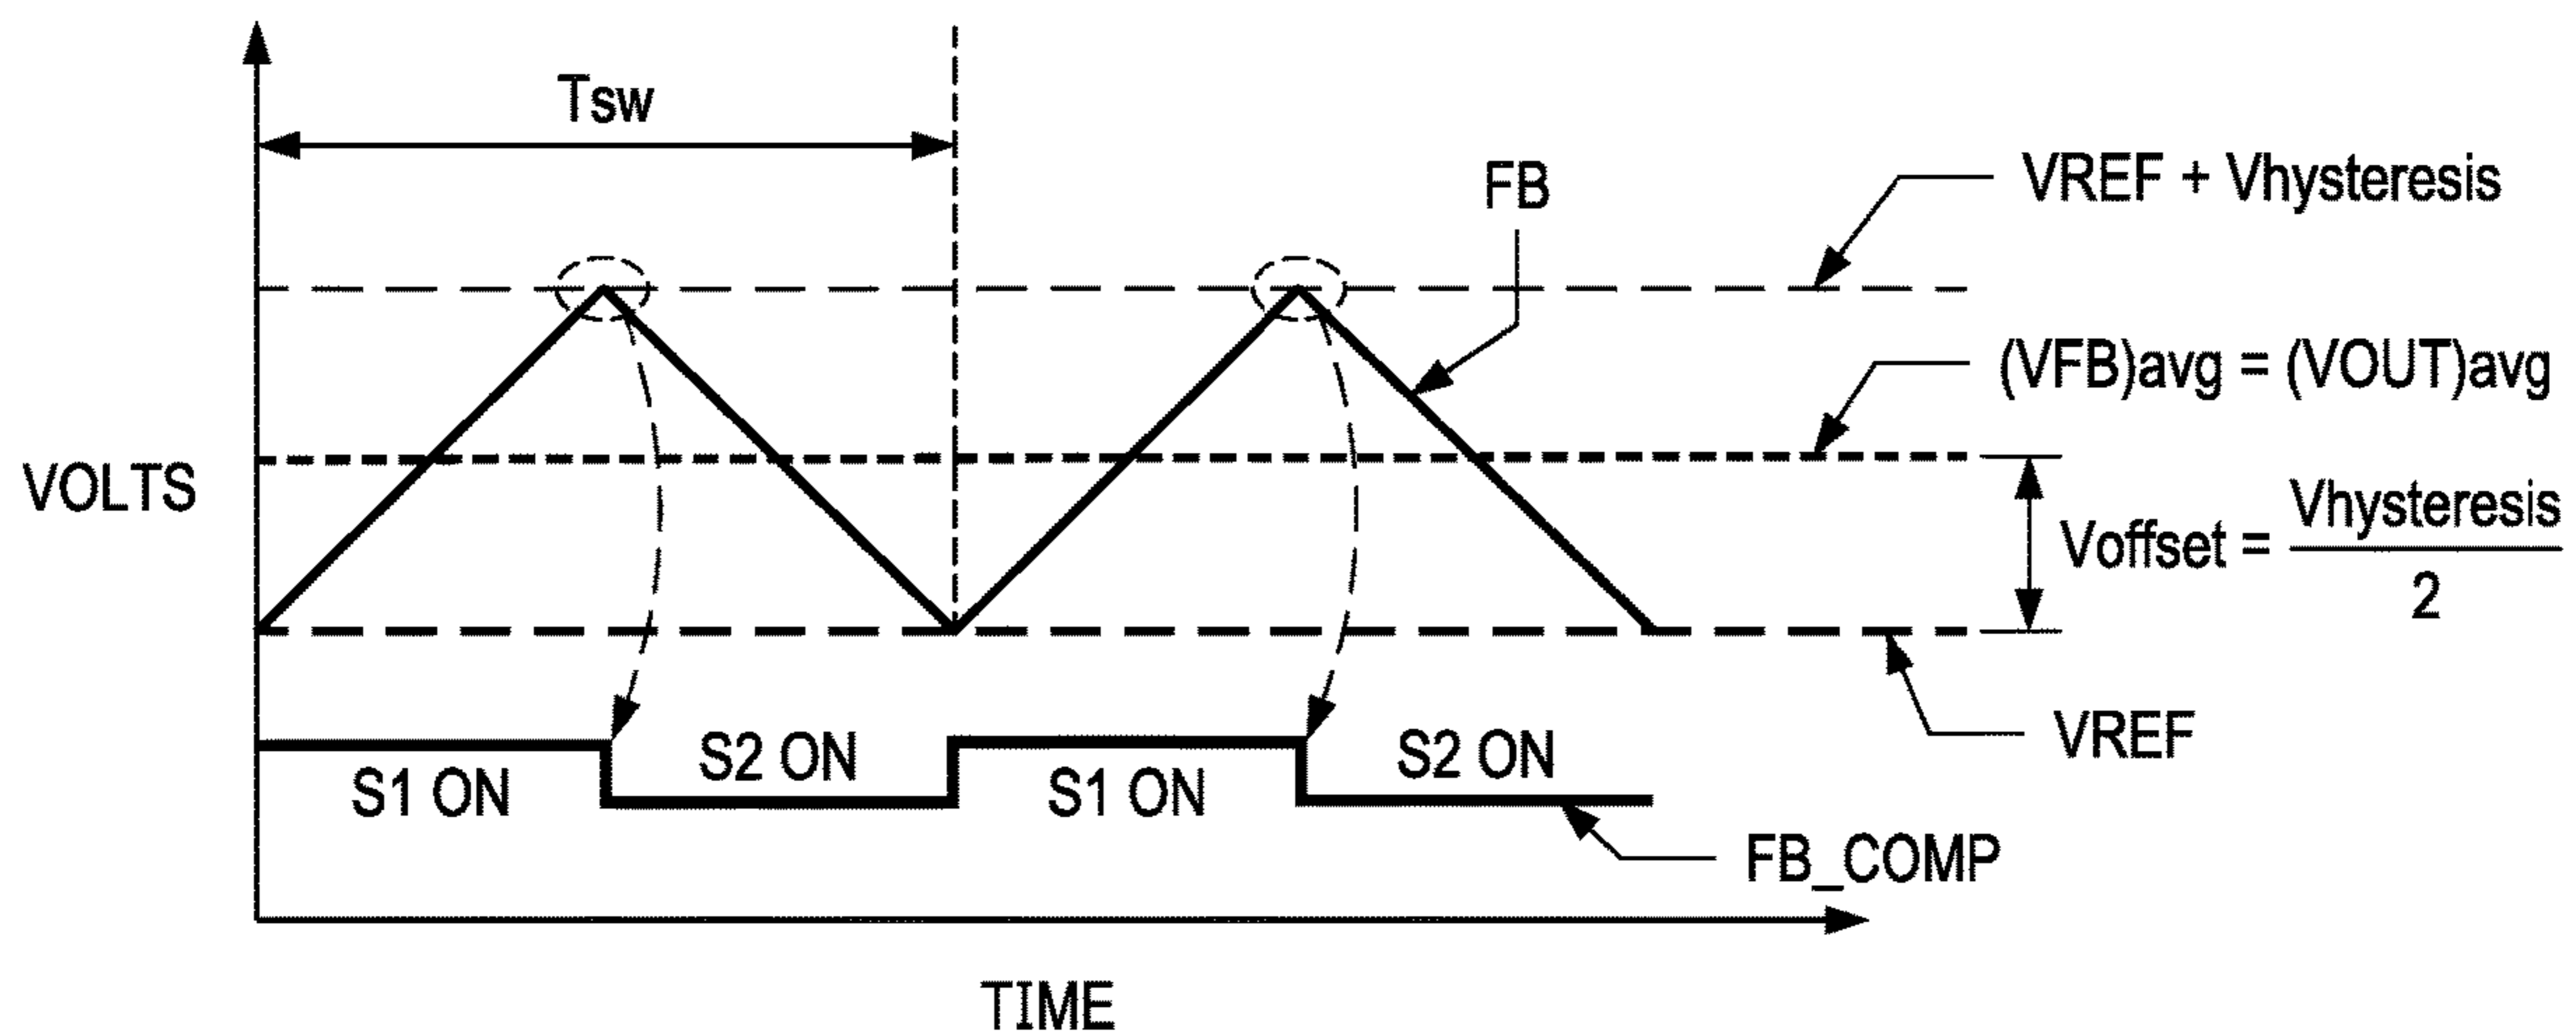 Tsw
FB
VREF + Vhysteresis
(VFB)avg = (VOUT)avg
VOLTS
Voffset = Vhysteresis
2
VREF
S1 ON
S2 ON
S1 ON
S2 ON
FB_COMP
TIME